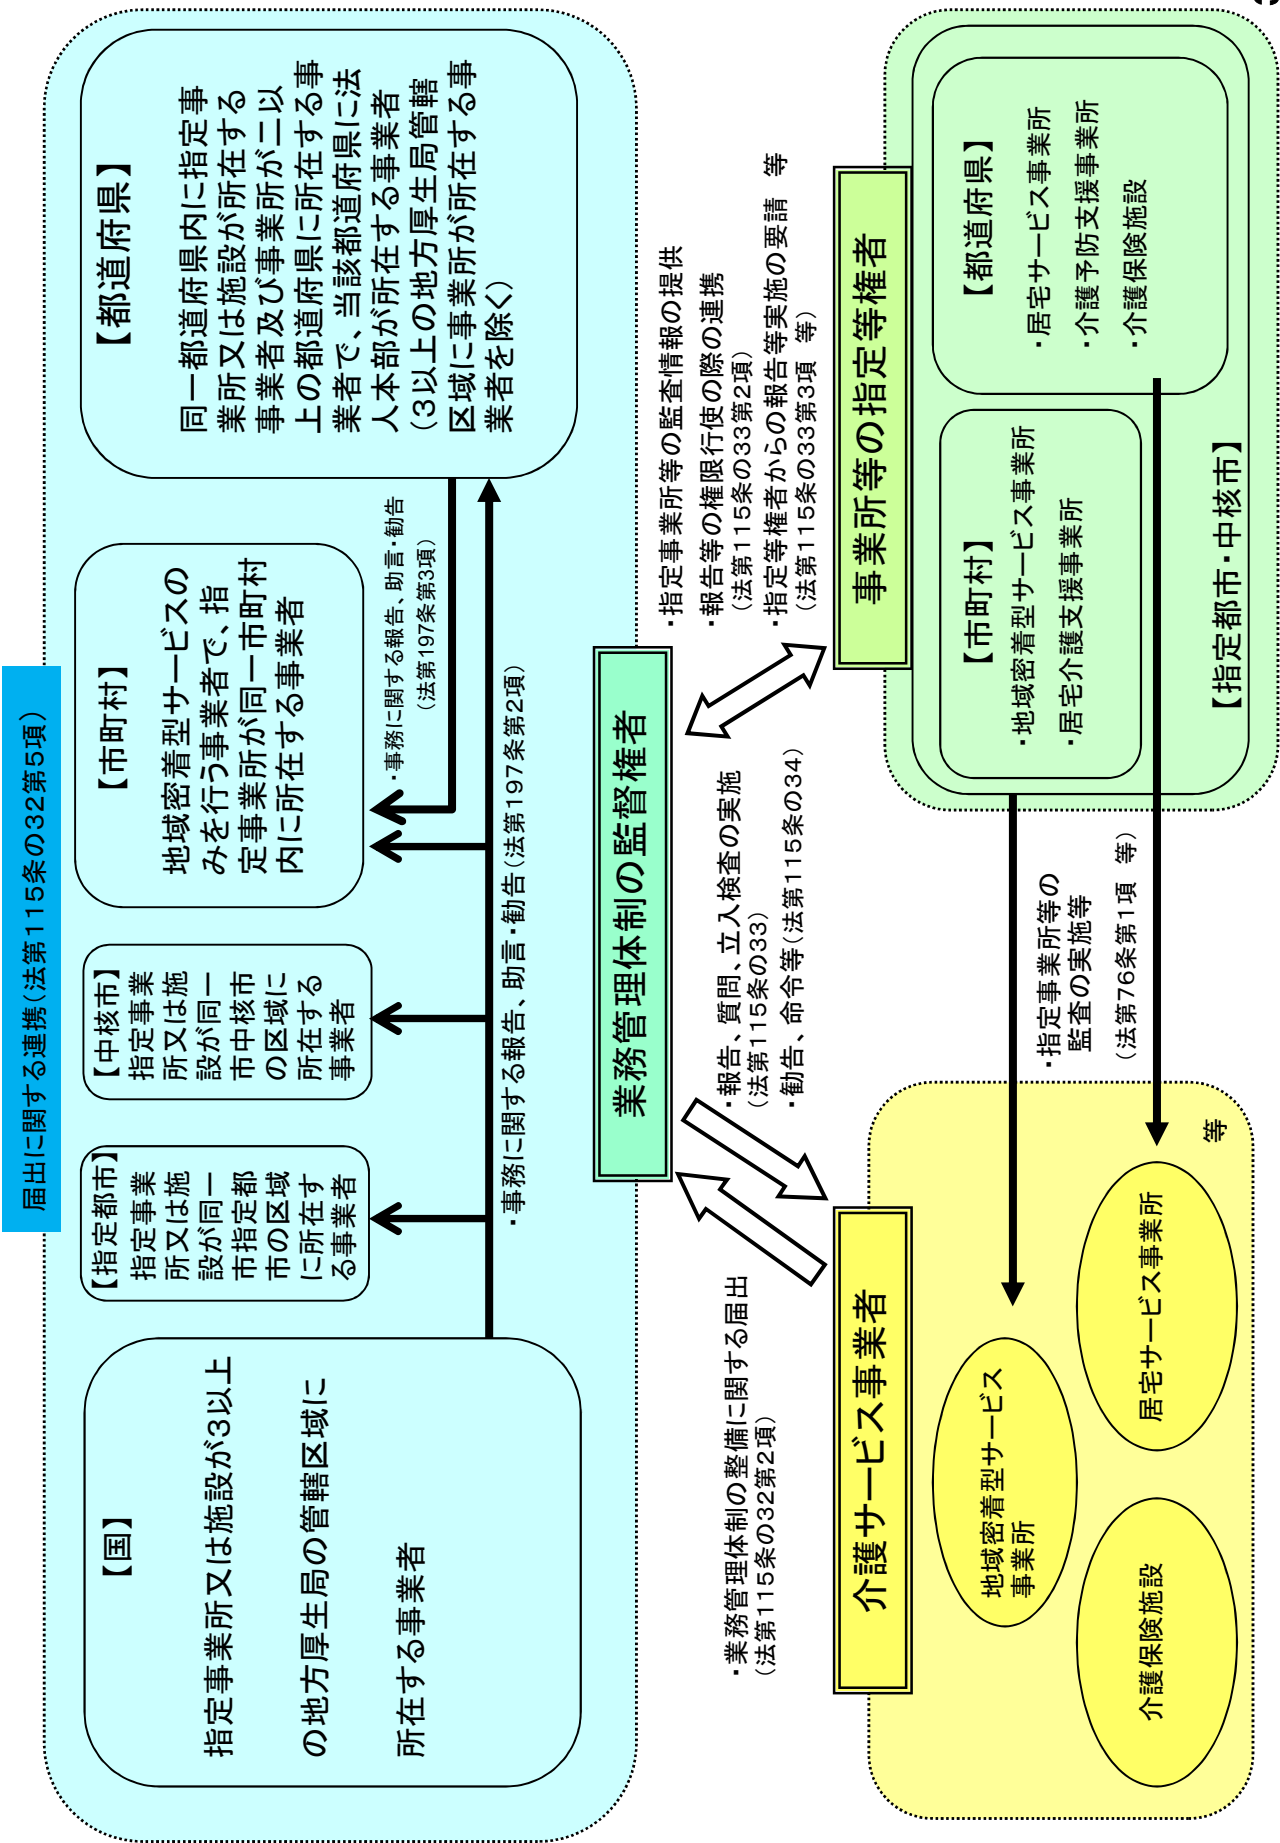 届出に関する連携(法第115条の32第5項)
【国】
指定事業所又は施設が3以上
の地方厚生局の管轄区域に
所在する事業者
【指定都市】
指定事業
所又は施
設が同一
市指定都
市の区域
に所在す
る事業者
【中核市】
指定事業
所又は施
設が同一
市中核市
の区域に
所在する
事業者
【市町村】
地域密着型サービスの
みを行う事業者で、指
定事業所が同一市町村
内に所在する事業者
【都道府県】
同一都道府県内に指定事
業所又は施設が所在する
事業者及び事業所が二以
上の都道府県に所在する事
業者で、当該都道府県に法
人本部が所在する事業者
(3以上の地方厚生局管轄
区域に事業所が所在する事
業者を除く)
・事務に関する報告、助言・勧告
(法第197条第3項)
・事務に関する報告、助言・勧告(法第197条第2項)
業務管理体制の監督権者
・業務管理体制の整備に関する届出
(法第115条の32第2項)
・報告、質問、立入検査の実施
(法第115条の33)
・勧告、命令等(法第115条の34)
・指定事業所等の監査情報の提供
・報告等の権限行使の際の連携
(法第115条の33第2項)
・指定等権者からの報告等実施の要請 等
(法第115条の33第3項 等)
介護サービス事業者
地域密着型サービス
事業所
介護保険施設
居宅サービス事業所
等
・指定事業所等の
監査の実施等
(法第76条第1項 等)
事業所等の指定等権者
【市町村】
・地域密着型サービス事業所
・居宅介護支援事業所
【都道府県】
・居宅サービス事業所
・介護予防支援事業所
・介護保険施設
【指定都市・中核市】